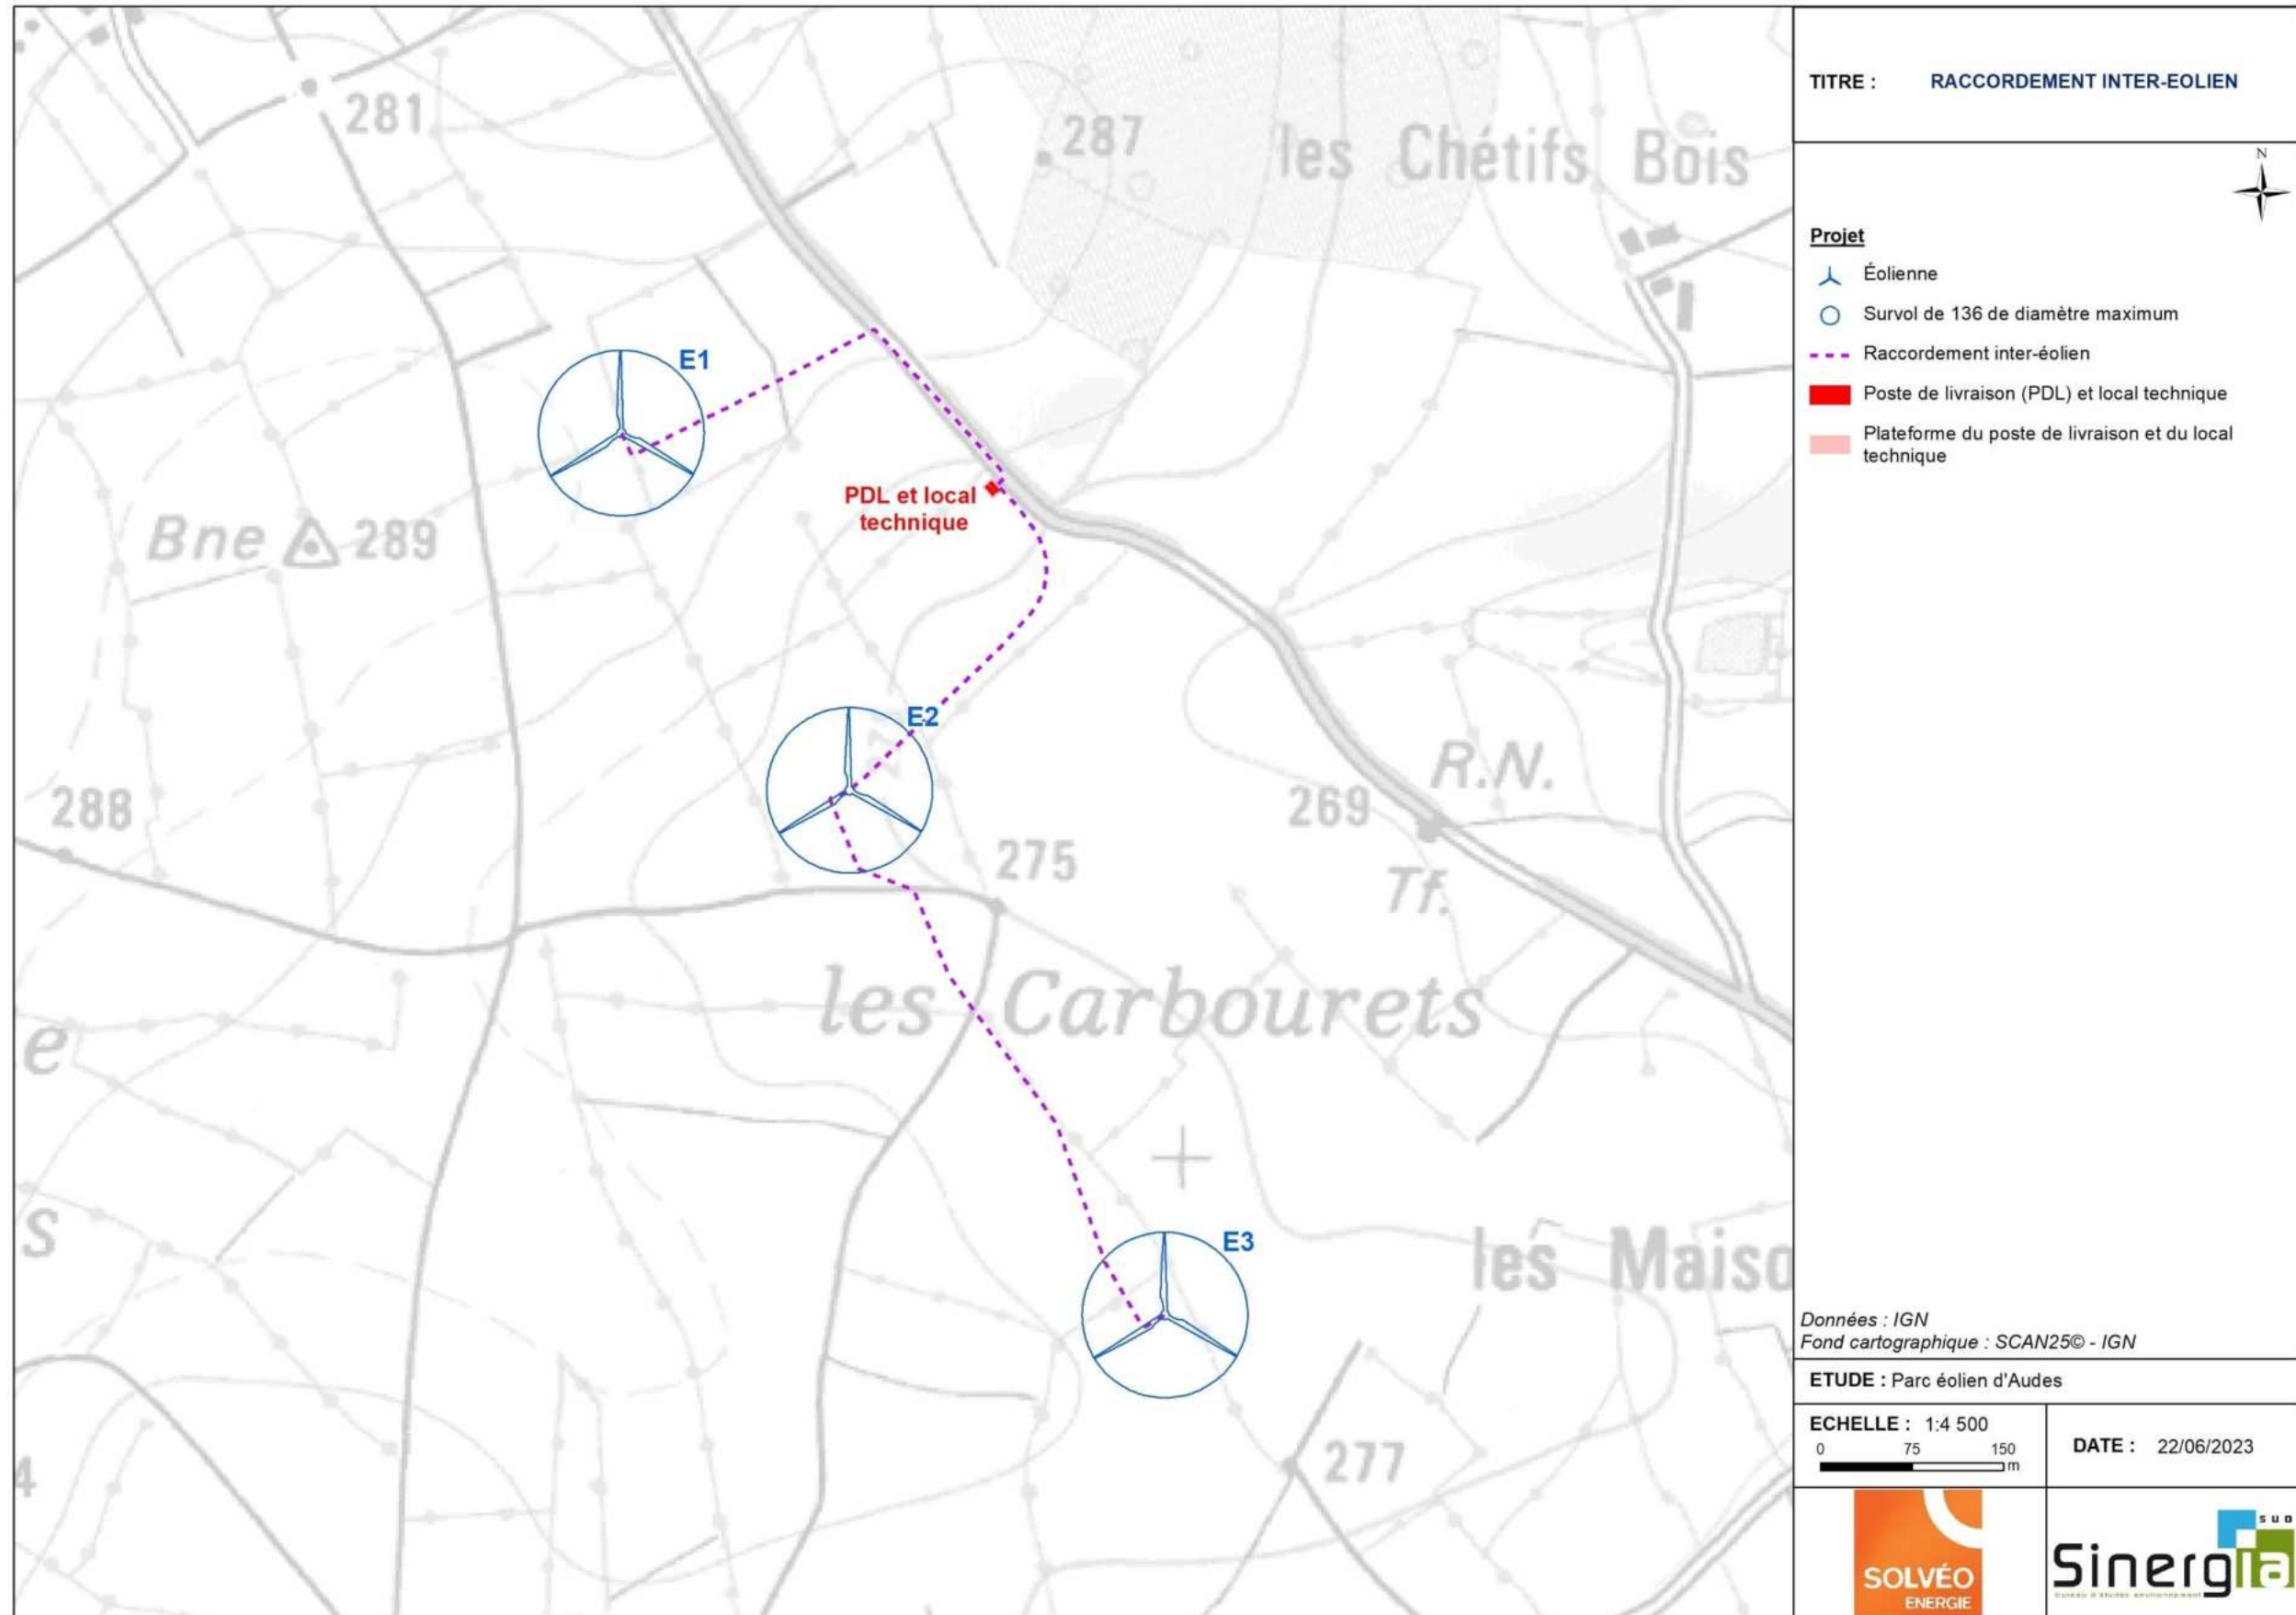 281
287
les Chétifs Bois
E1
PDL et local
technique
Bne 289
E2
288
R.N.
269
275
Tf.
les Carbourets
e
s
E3
les Maiso
277
4
TITRE : RACCORDEMENT INTER-EOLIEN
N
Projet
Éolienne
Survol de 136 de diamètre maximum
Raccordement inter-éolien
Poste de livraison (PDL) et local technique
Plateforme du poste de livraison et du local
technique
Données : IGN
Fond cartographique : SCAN25© - IGN
ETUDE : Parc éolien d'Audes
ECHELLE : 1:4 500
0 75 150
m
DATE : 22/06/2023
SOLVÉO
ENERGIE
SUD
Sinergia
bureau d'études environnement